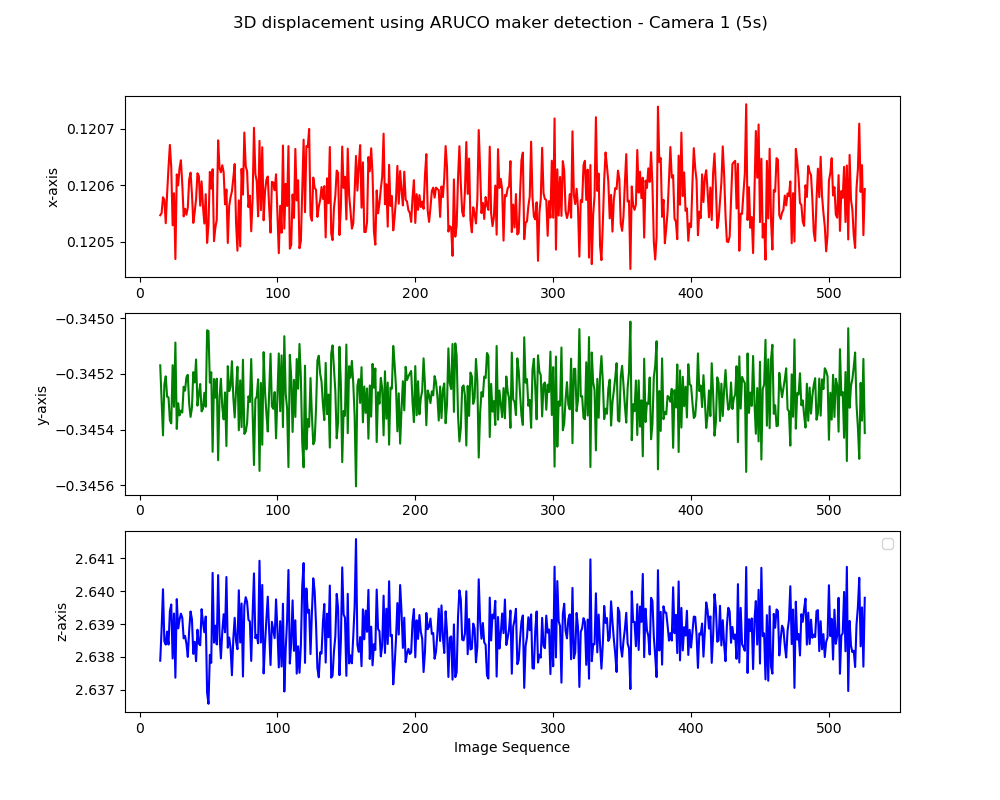 3D displacement using ARUCO maker detection - Camera 1 (5s)
x-axis
0.1207
0.1206
0.1205
0 100 200 300 400 500
y-axis
−0.3450
−0.3452
−0.3454
−0.3456
0 100 200 300 400 500
z-axis
2.641
2.640
2.639
2.638
2.637
0 100 200 300 400 500
Image Sequence